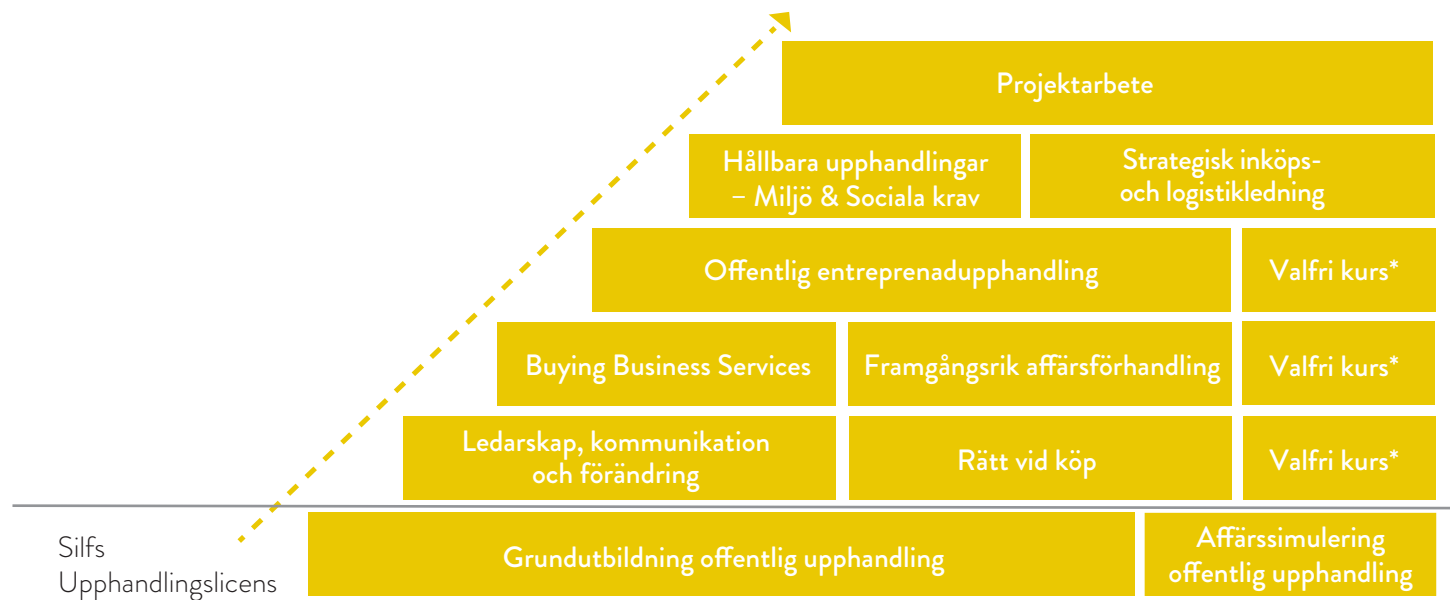 Projektarbete
Hållbara upphandlingar
– Miljö & Sociala krav
Strategisk inköps-
och logistikledning
Offentlig entreprenadupphandling
Valfri kurs*
Buying Business Services
Framgångsrik affärsförhandling
Valfri kurs*
Ledarskap, kommunikation
och förändring
Rätt vid köp
Valfri kurs*
Silfs
Upphandlingslicens
Grundutbildning offentlig upphandling
Affärssimulering
offentlig upphandling